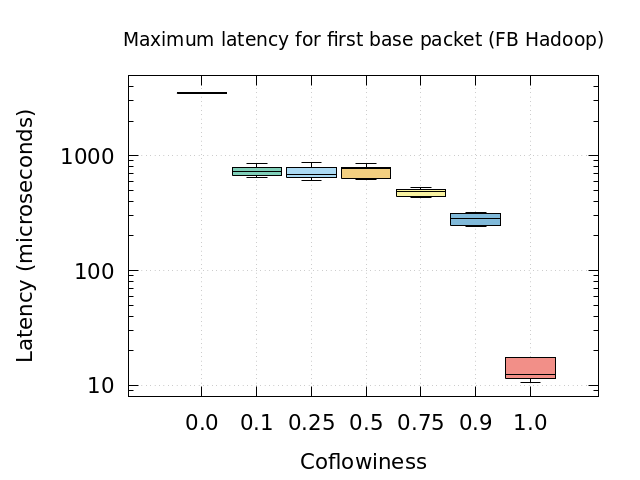 Maximum latency for first base packet (FB Hadoop)
Latency (microseconds)
1000
100
10
0.0 0.1 0.25 0.5 0.75 0.9 1.0
Coflowiness